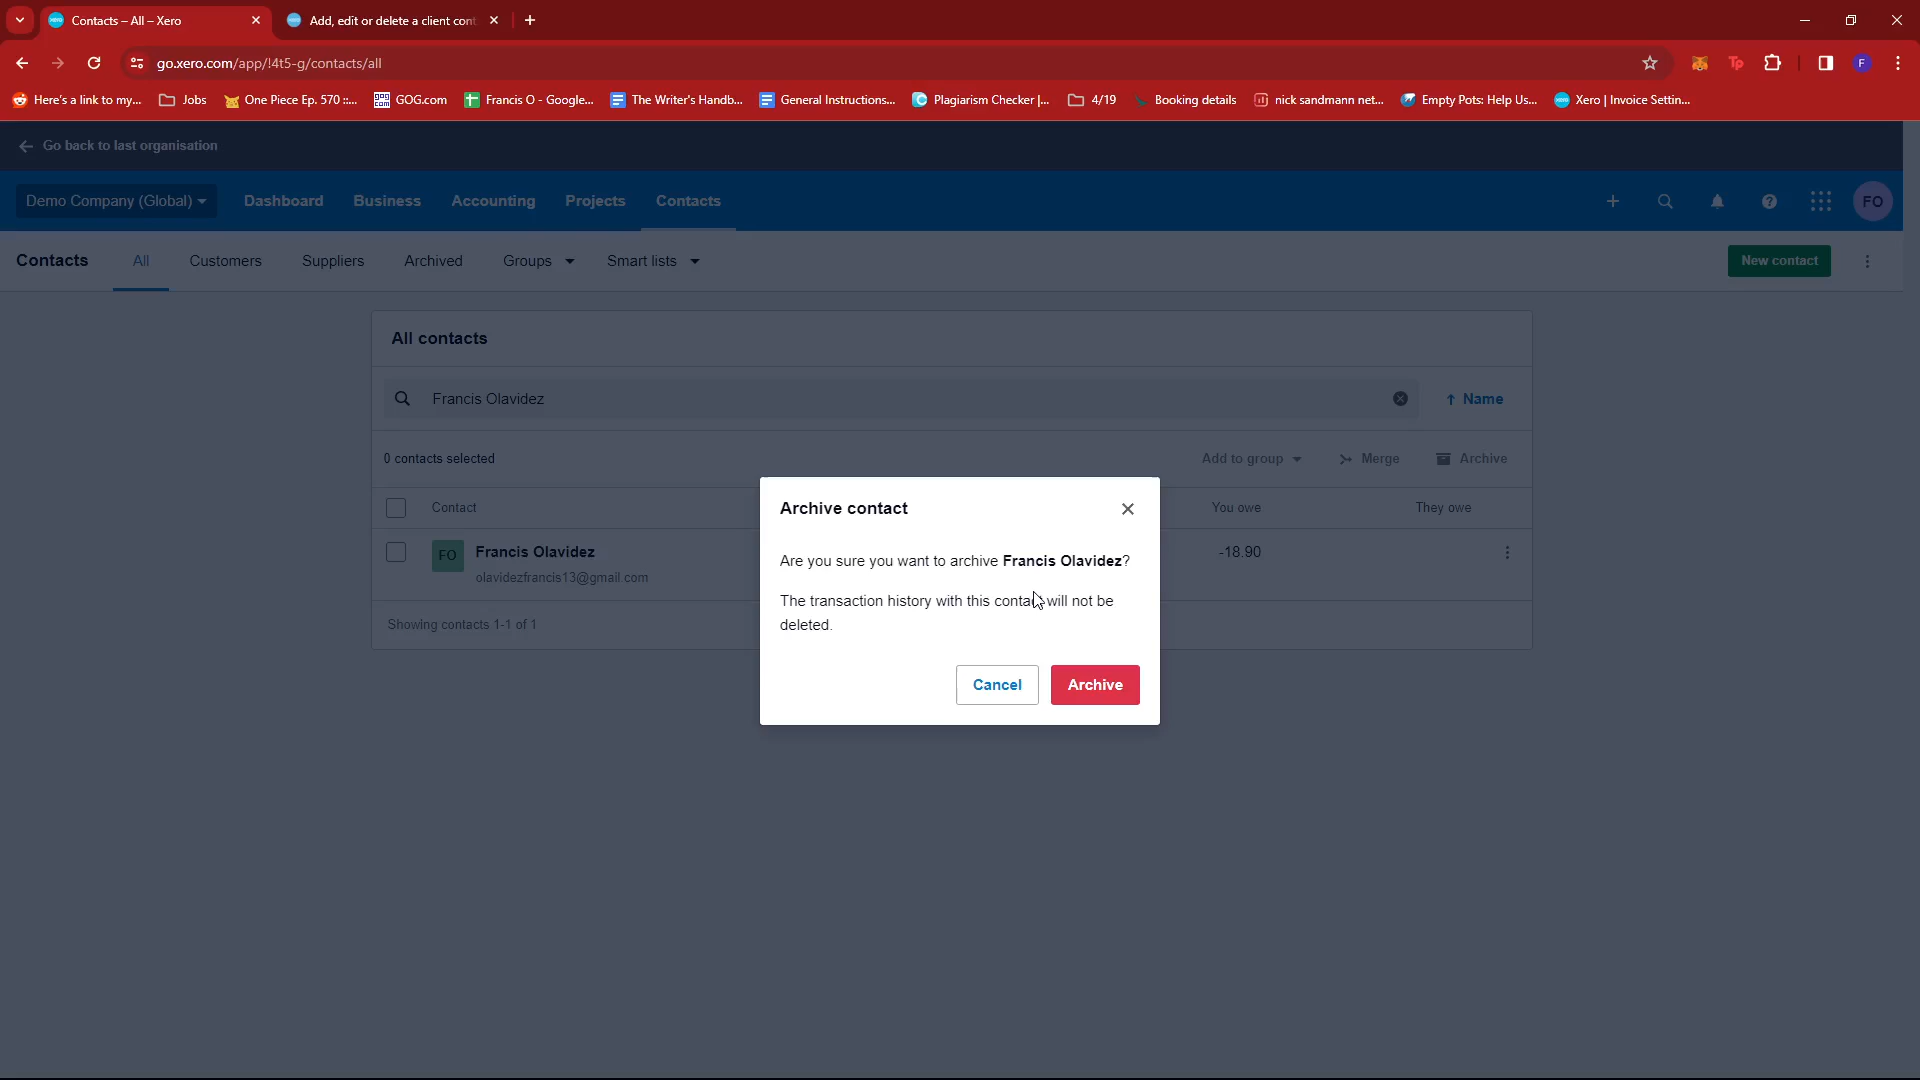 Contacts – All – Xero
Add, edit or delete a client cont
go.xero.com/app/!4t5-g/contacts/all
F
Here's a link to my...
Jobs
One Piece Ep. 570 ::...
GOG.com
Francis O - Google...
The Writer's Handb...
General Instructions...
Plagiarism Checker |...
4/19
Booking details
nick sandmann net...
Empty Pots: Help Us...
Xero | Invoice Settin...
Go back to last organisation
Demo Company (Global)
Dashboard
Business
Accounting
Projects
Contacts
FO
Contacts
All
Customers
Suppliers
Archived
Groups
Smart lists
New contact
All contacts
Francis Olavidez
Name
0 contacts selected
Add to group
Merge
Archive
Contact
You owe
They owe
FO
Francis Olavidez
-18.90
olavidezfrancis13@gmail.com
Showing contacts 1-1 of 1
Archive contact
Are you sure you want to archive Francis Olavidez?
The transaction history with this contact will not be
deleted.
Cancel
Archive